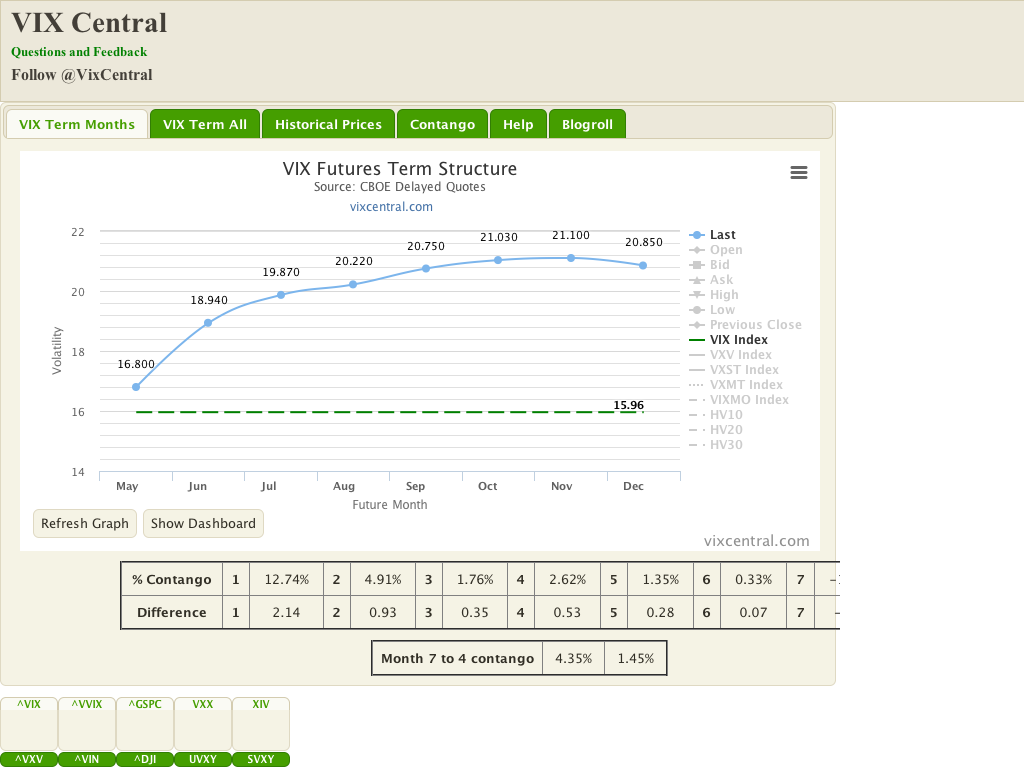 VIX Central
Questions and Feedback
Follow @VixCentral
VIX Term Months VIX Term All Historical Prices Contango Help Blogroll
VIX Futures Term Structure
Source: CBOE Delayed Quotes
vixcentral.com
Volatility
22
20
18
16
14
16.800
18.940
19.870
20.220
20.750
21.030
21.100
20.850
15.96
May Jun Jul Aug Sep Oct Nov Dec
Future Month
Last
Open
Bid
Ask
High
Low
Previous Close
VIX Index
VXV Index
VXST Index
VXMT Index
VIXMO Index
HV10
HV20
HV30
Refresh Graph Show Dashboard
vixcentral.com
% Contango 1 12.74% 2 4.91% 3 1.76% 4 2.62% 5 1.35% 6 0.33% 7
Difference 1 2.14 2 0.93 3 0.35 4 0.53 5 0.28 6 0.07 7
Month 7 to 4 contango 4.35% 1.45%
^VIX ^VVIX ^GSPC VXX XIV
^VXV ^VIN ^DJI UVXY SVXY